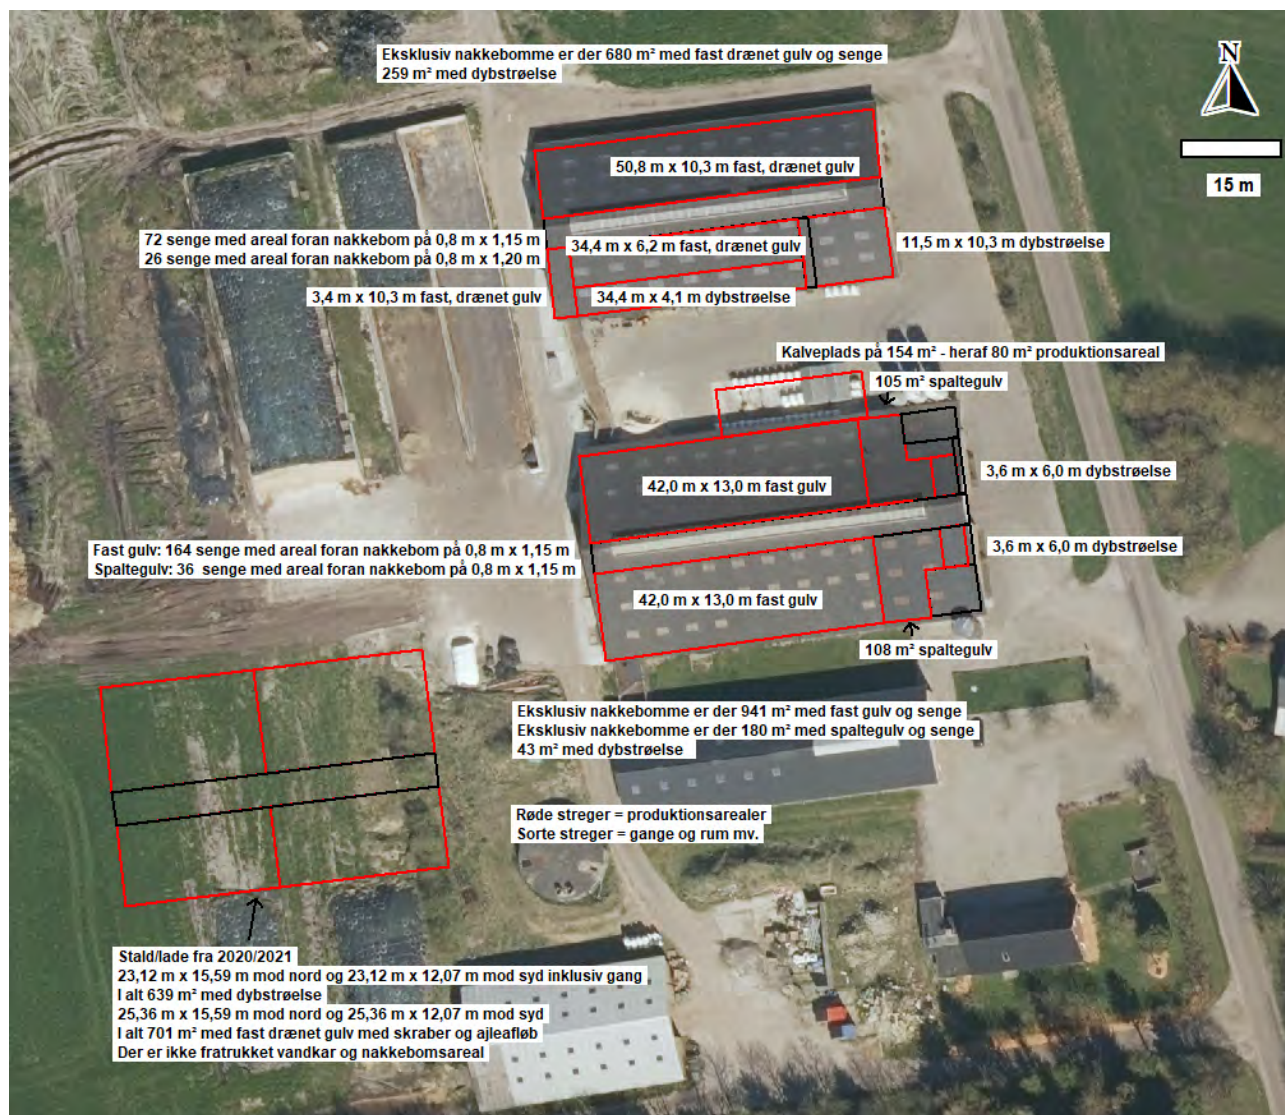 Eksklusiv nakkebomme er der 680 m² med fast drænet gulv og senge
259 m² med dybstrøelse
N
15 m
50,8 m x 10,3 m fast, drænet gulv
72 senge med areal foran nakkebom på 0,8 m x 1,15 m
26 senge med areal foran nakkebom på 0,8 m x 1,20 m
34,4 m x 6,2 m fast, drænet gulv
11,5 m x 10,3 m dybstrøelse
3,4 m x 10,3 m fast, drænet gulv
34,4 m x 4,1 m dybstrøelse
Kalveplads på 154 m² - heraf 80 m² produktionsareal
105 m² spaltegulv
3,6 m x 6,0 m dybstrøelse
42,0 m x 13,0 m fast gulv
Fast gulv: 164 senge med areal foran nakkebom på 0,8 m x 1,15 m
Spaltegulv: 36 senge med areal foran nakkebom på 0,8 m x 1,15 m
3,6 m x 6,0 m dybstrøelse
42,0 m x 13,0 m fast gulv
108 m² spaltegulv
Eksklusiv nakkebomme er der 941 m² med fast gulv og senge
Eksklusiv nakkebomme er der 180 m² med spaltegulv og senge
43 m² med dybstrøelse
Røde streger = produktionsarealer
Sorte streger = gange og rum mv.
Stald/lade fra 2020/2021
23,12 m x 15,59 m mod nord og 23,12 m x 12,07 m mod syd inklusiv gang
I alt 639 m² med dybstrøelse
25,36 m x 15,59 m mod nord og 25,36 m x 12,07 m mod syd
I alt 701 m² med fast drænet gulv med skraber og ajleafløb
Der er ikke fratrukket vandkar og nakkebomsareal